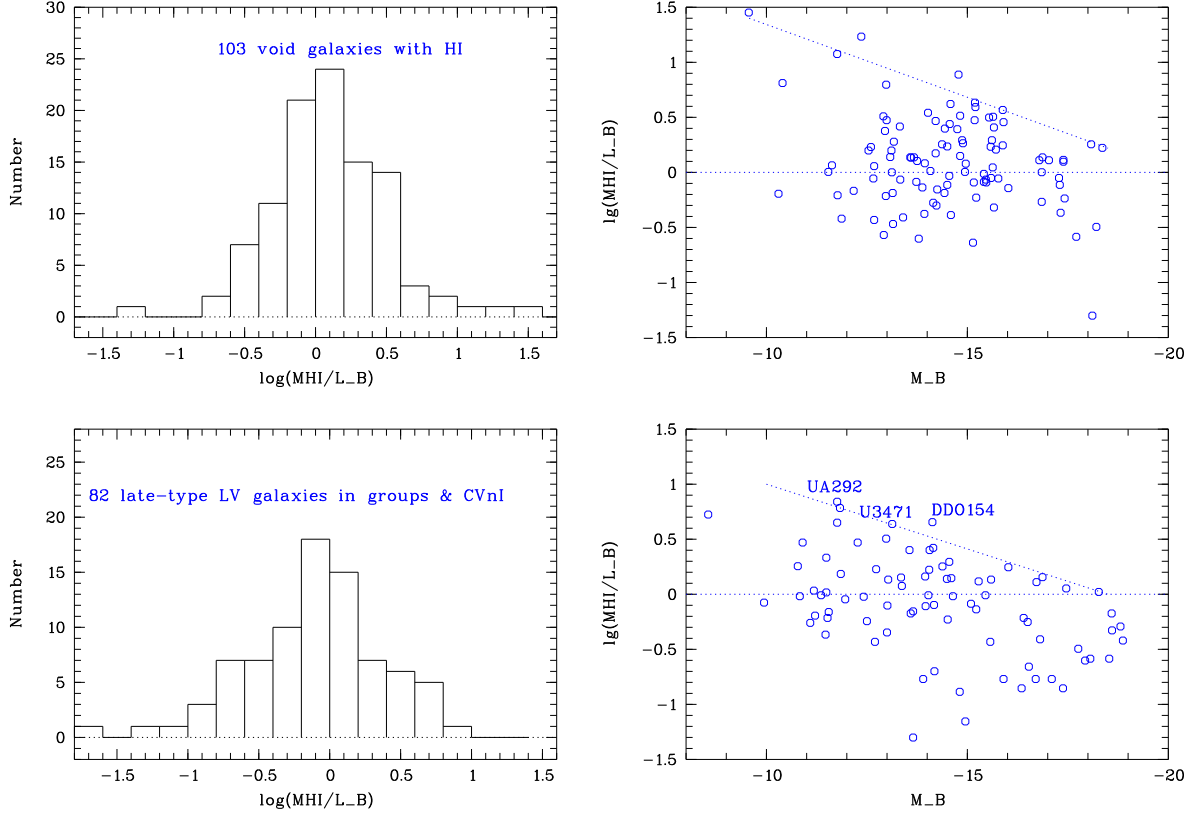 103 void galaxies with HI
30
25
20
15
10
5
0
Number
−1.5 −1 −0.5 0 0.5 1 1.5
log(MHI/L_B)
1.5
1
0.5
0
−0.5
−1
−1.5
lg(MHI/L_B)
−10 −15 −20
M_B
82 late−type LV galaxies in groups & CVnI
25
20
15
10
5
0
Number
−1.5 −1 −0.5 0 0.5 1 1.5
log(MHI/L_B)
UA292
U3471 DDO154
1.5
1
0.5
0
−0.5
−1
−1.5
lg(MHI/L_B)
−10 −15 −20
M_B